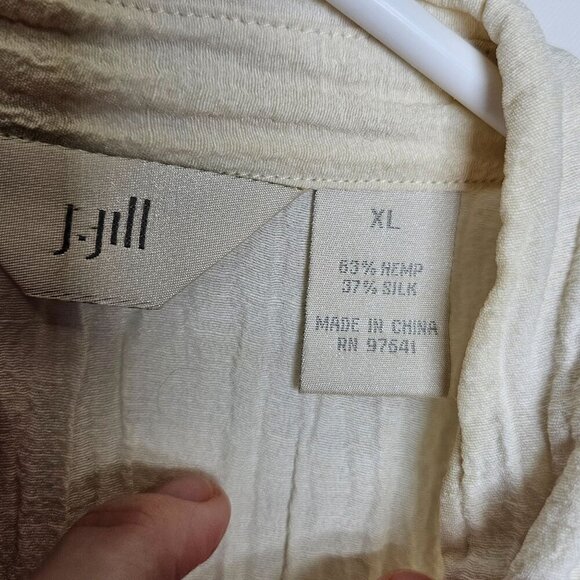 J.Jill
XL
63% HEMP
37% SILK
MADE IN CHINA
RN 97641